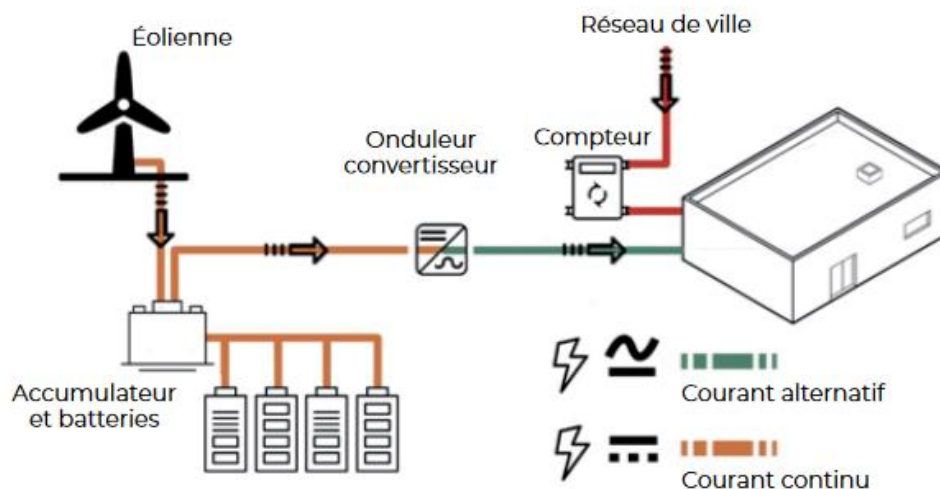 Éolienne
Réseau de ville
Onduleur
convertisseur
Compteur
Accumulateur
et batteries
Courant alternatif
Courant continu